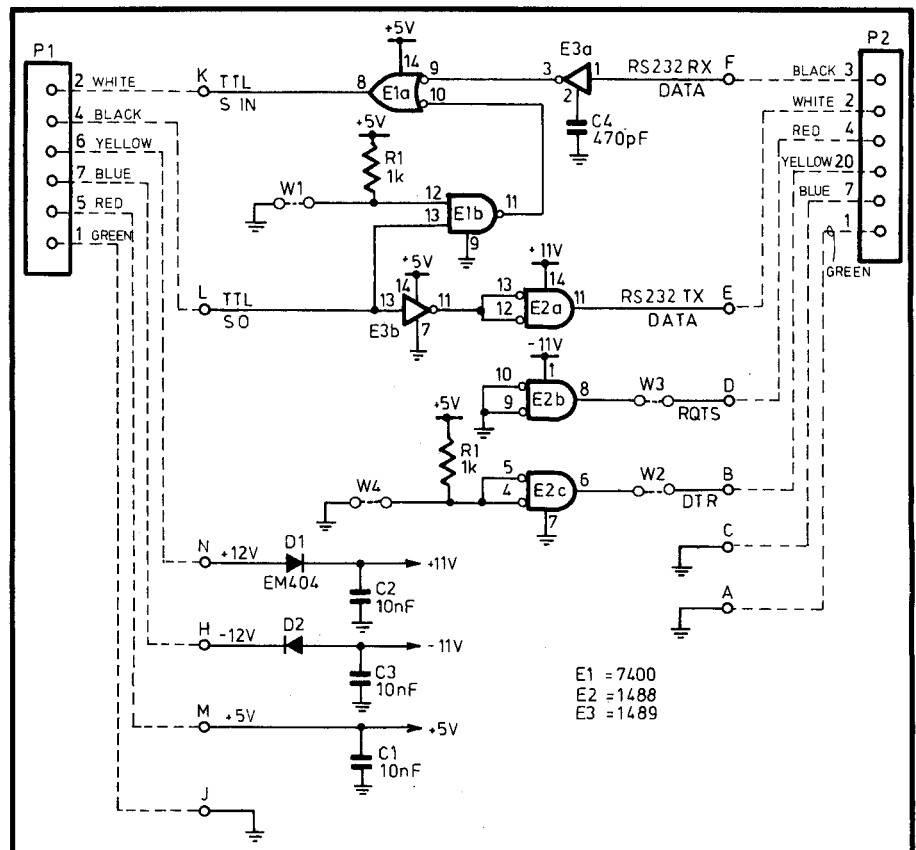 P1
+5V
14
E3a
P2
2 WHITE
K
TTL
S IN
8
E1a
9
10
3
1
2
RS232 RX
DATA
F
BLACK 3
C4
470pF
4 BLACK
6 YELLOW
7 BLUE
5 RED
1 GREEN
WHITE 2
RED 4
YELLOW 20
BLUE 7
1
GREEN
+5V
R1
1k
W1
12
13
E1b
11
9
L
TTL
SO
+5V
14
13
11
7
E3b
+11V
14
13
12
E2a
11
RS232 TX
DATA
E
-11V
1
10
9
E2b
8
W3
D
RQTS
+5V
R1
1k
W4
5
4
E2c
6
7
W2
B
DTR
C
A
N
+12V
D1
EM404
+11V
C2
10nF
H
-12V
D2
-11V
C3
10nF
M
+5V
+5V
C1
10nF
J
E1 =7400
E2 =1488
E3 =1489